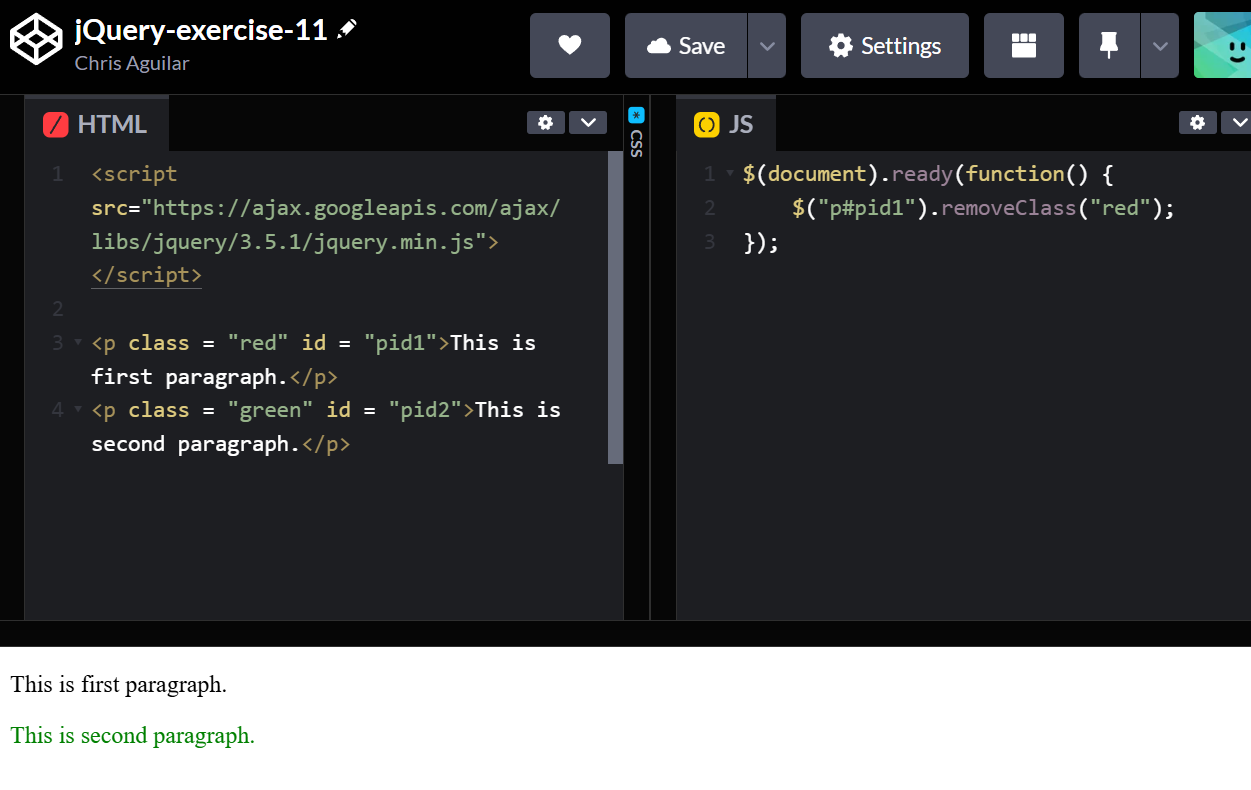 jQuery-exercise-11
Chris Aguilar
Save
Settings
HTML
CSS
JS
1 <script
src="https://ajax.googleapis.com/ajax/
libs/jquery/3.5.1/jquery.min.js">
</script>
2
3 <p class = "red" id = "pid1">This is
first paragraph.</p>
4 <p class = "green" id = "pid2">This is
second paragraph.</p>
1 $(document).ready(function() {
2     $("p#pid1").removeClass("red");
3 });
This is first paragraph.
This is second paragraph.